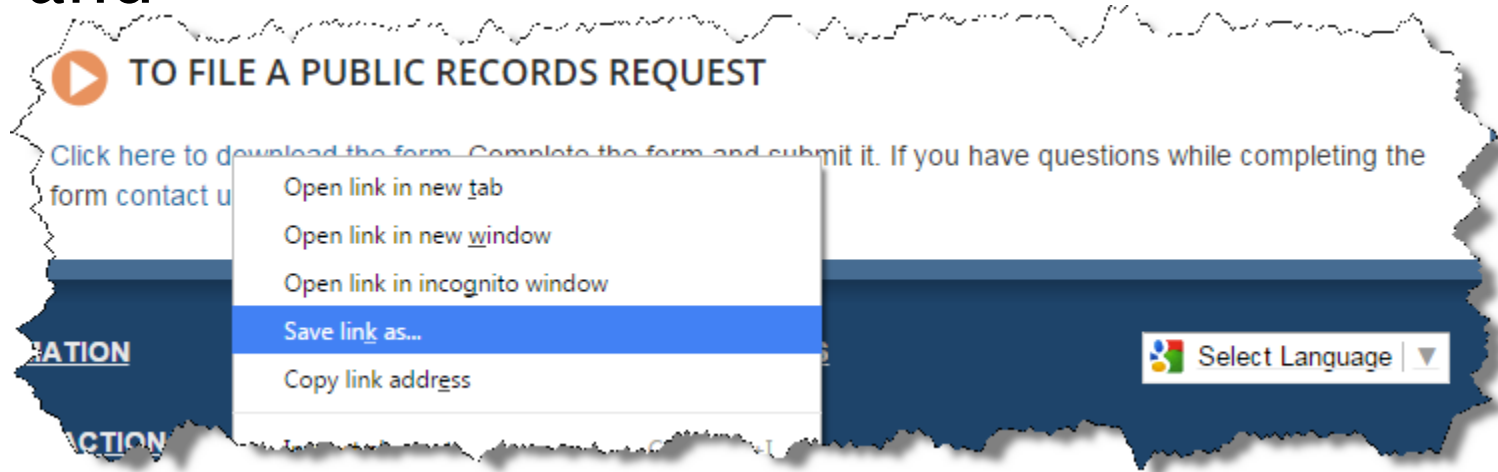 and
TO FILE A PUBLIC RECORDS REQUEST
Click here to download the form. Complete the form and submit it. If you have questions while completing the
form contact u
Open link in new tab
Open link in new window
Open link in incognito window
Save link as...
Copy link address
ATION
Select Language
ACTION